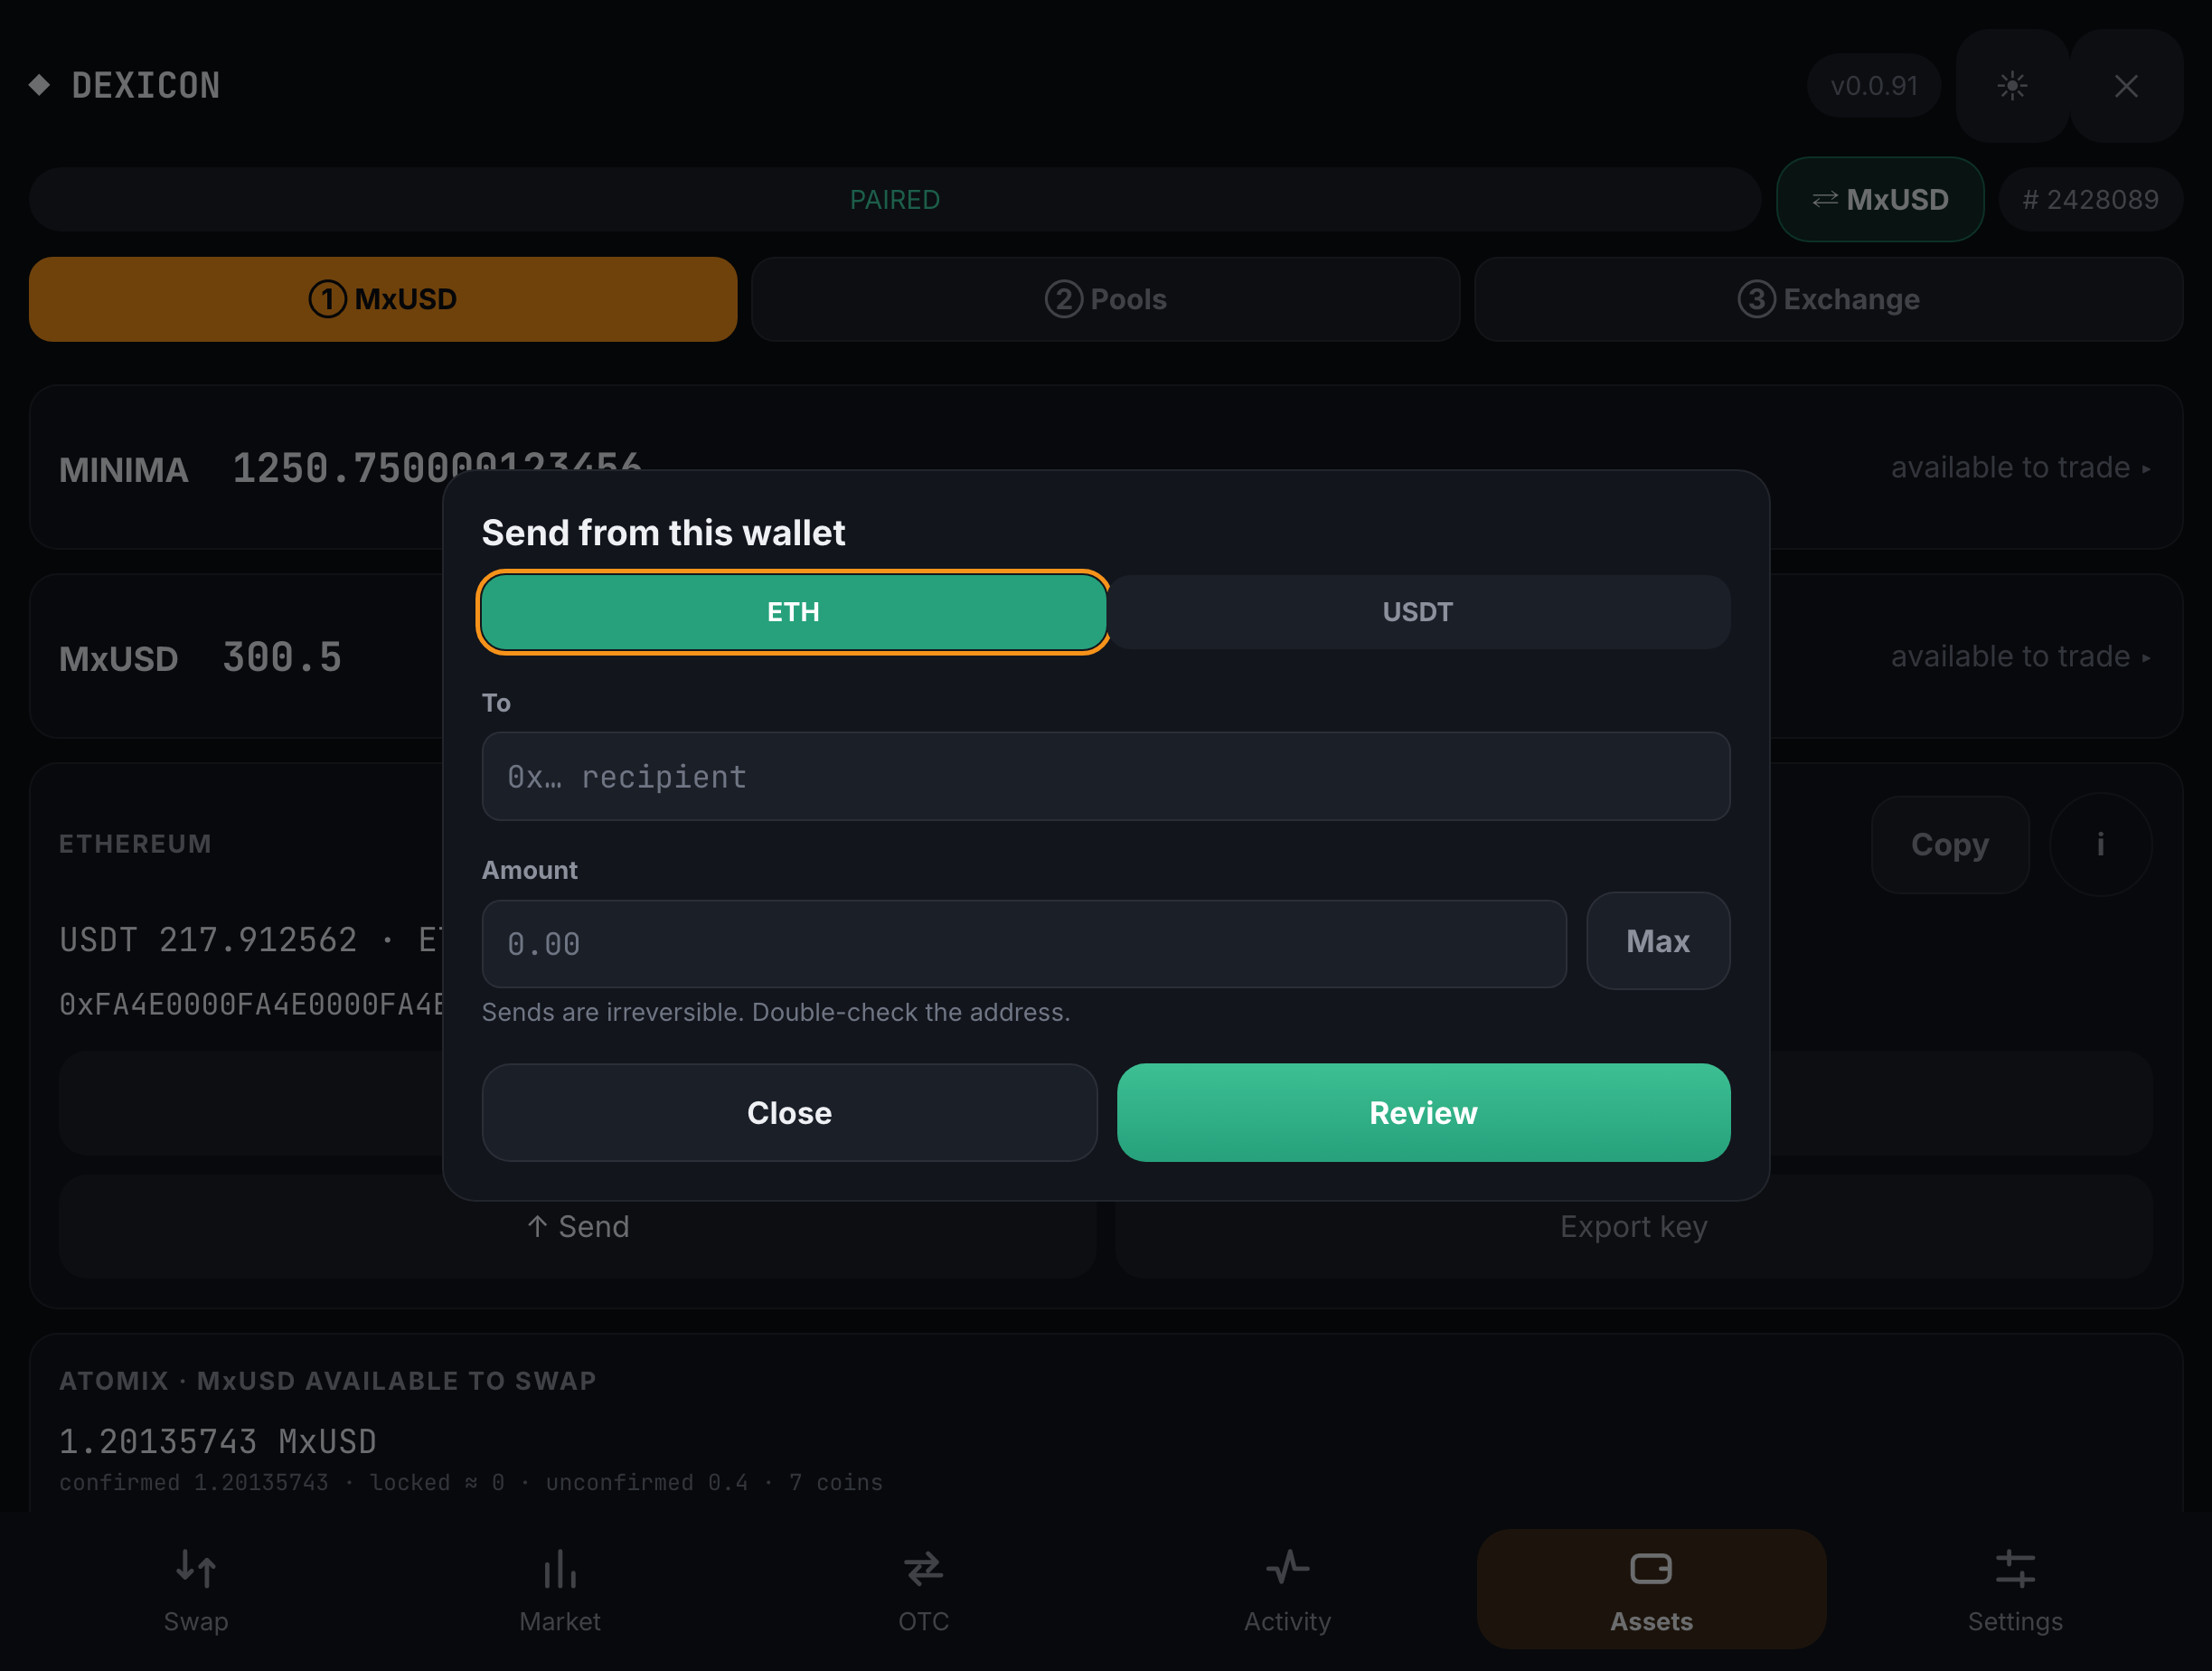 ◆ DEXICON
v0.0.91
PAIRED
⇄ MxUSD
# 2428089
① MxUSD
② Pools
③ Exchange
MINIMA 1250.750000123456
available to trade ▸
Send from this wallet
ETH
USDT
MxUSD 300.5
available to trade ▸
To
0x… recipient
ETHEREUM
Copy
i
Amount
0.00
Max
USDT 217.912562 ·
0xFA4E0000FA4E0000FA4E
Sends are irreversible. Double-check the address.
Close
Review
↑ Send
Export key
ATOMIX · MxUSD AVAILABLE TO SWAP
1.20135743 MxUSD
confirmed 1.20135743 · locked ≈ 0 · unconfirmed 0.4 · 7 coins
Swap
Market
OTC
Activity
Assets
Settings